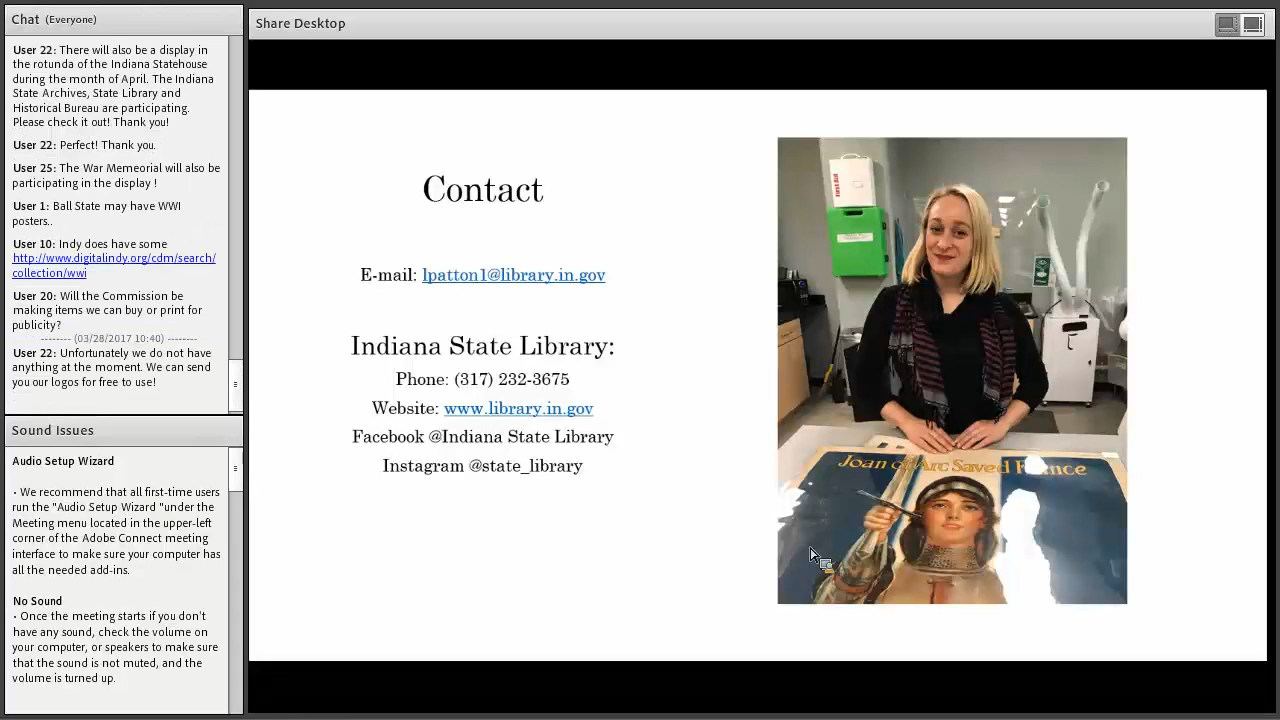 Chat (Everyone)
User 22: There will also be a display in
the rotunda of the Indiana Statehouse
during the month of April. The Indiana
State Archives, State Library and
Historical Bureau are participating.
Please check it out! Thank you!
User 22: Perfect! Thank you.
User 25: The War Memeorial will also be
participating in the display !
User 1: Ball State may have WWI
posters..
User 10: Indy does have some
http://www.digitalindy.org/cdm/search/
collection/wwi
User 20: Will the Commission be
making items we can buy or print for
publicity?
-------- (03/28/2017 10:40) --------
User 22: Unfortunately we do not have
anything at the moment. We can send
you our logos for free to use!
Sound Issues
Audio Setup Wizard
• We recommend that all first-time users
run the "Audio Setup Wizard "under the
Meeting menu located in the upper-left
corner of the Adobe Connect meeting
interface to make sure your computer has
all the needed add-ins.
No Sound
• Once the meeting starts if you don't
have any sound, check the volume on
your computer, or speakers to make sure
that the sound is not muted, and the
volume is turned up.
Share Desktop
Contact
E-mail: lpatton1@library.in.gov
Indiana State Library:
Phone: (317) 232-3675
Website: www.library.in.gov
Facebook @Indiana State Library
Instagram @state_library
First Aid
Joan of Arc Saved France